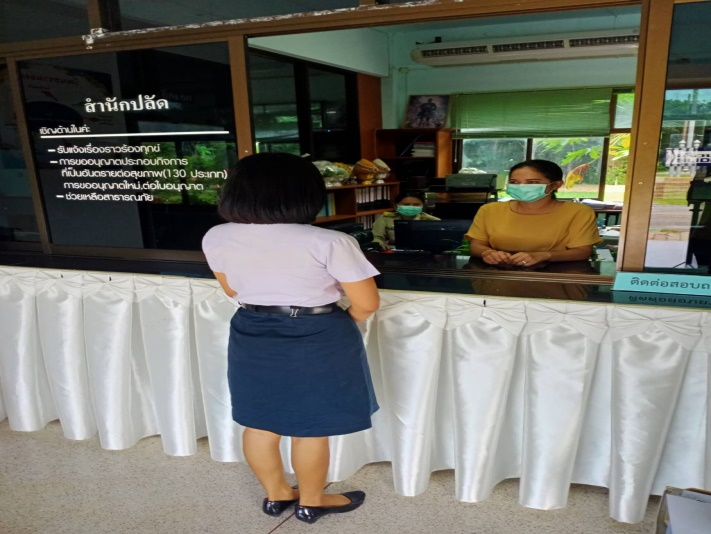 สำนักปลัด
เชิญด้านในค่ะ
- รับแจ้งเรื่องราวร้องทุกข์
- การขออนุญาตประกอบกิจการ
ที่เป็นอันตรายต่อสุขภาพ(130 ประเภท)
การขออนุญาตใหม่,ต่อใบอนุญาต
- ช่วยเหลือสาธารณภัย
ติดต่อสอบถ